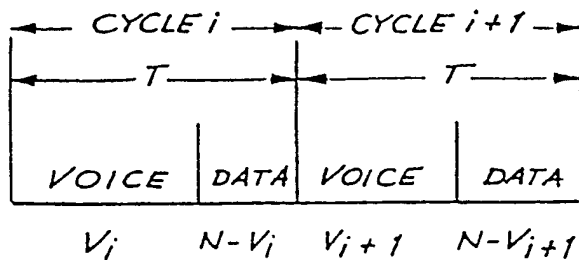 CYCLE i CYCLE i+1
T T
VOICE DATA VOICE DATA
Vi N-Vi Vi+1 N-Vi+1